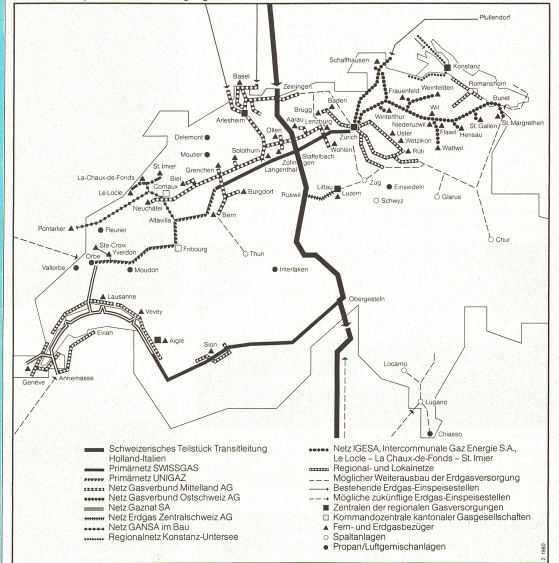 Pfullendorf
Schaffhausen
Konstanz
Romanshorn
Basel
Zeiningen
Frauenfeld
Weinfelden
Baden
Brugg
Buriet
Arlesheim
Aarau
Lenzburg
Winterthur
Wil
St. Margrethen
Zürich
Niederuzwil
Flawil
St. Gallen
Herisau
Olten
Uster
Wetzikon
Wattwil
Delemont
Solothurn
Wohlen
Rüti
Moutier
Staffelbach
Zofingen
Grenchen
Langenthal
St. Imier
Biel
Zug
La-Chaux-de-Fonds
Cornaux
Littau
Einsiedeln
Burgdorf
Ruswil
Luzern
Le Locle
Schwyz
Glarus
Neuchâtel
Altavilla
Bern
Pontarlier
Fleurier
Ste-Croix
Fribourg
Chur
Yverdon
Thun
Orbe
Vallorbe
Moudon
Interlaken
Lausanne
Obergesteln
Vevey
Evian
Aigle
Sion
Locarno
Genève
Annemasse
Lugano
Chiasso
Schweizerisches Teilstück Transitleitung
Holland-Italien
Primärnetz SWISSGAS
Primärnetz UNIGAZ
Netz Gasverbund Mittelland AG
Netz Gasverbund Ostschweiz AG
Netz Gaznat SA
Netz Erdgas Zentralschweiz AG
Netz GANSA im Bau
Regionalnetz Konstanz-Untersee
Netz IGESA, Intercommunale Gaz Energie S.A.,
Le Locle – La Chaux-de-Fonds – St. Imier
Regional- und Lokalnetze
Möglicher Weiterausbau der Erdgasversorgung
Bestehende Erdgas-Einspeisestellen
Mögliche zukünftige Erdgas-Einspeisestellen
Zentralen der regionalen Gasversorgungen
Kommandozentrale kantonaler Gasgesellschaften
Fern- und Erdgasbezüger
Spaltanlagen
Propan/Luftgemischanlagen
2.1980